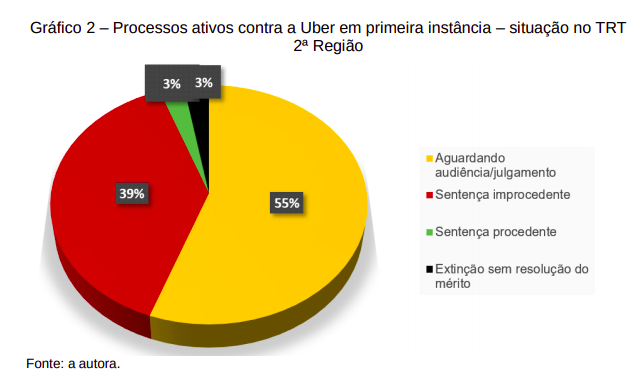 Gráfico 2 – Processos ativos contra a Uber em primeira instância – situação no TRT
2ª Região
3%
3%
39%
55%
Aguardando
audiência/julgamento
Sentença improcedente
Sentença procedente
Extinção sem resolução do
mérito
Fonte: a autora.